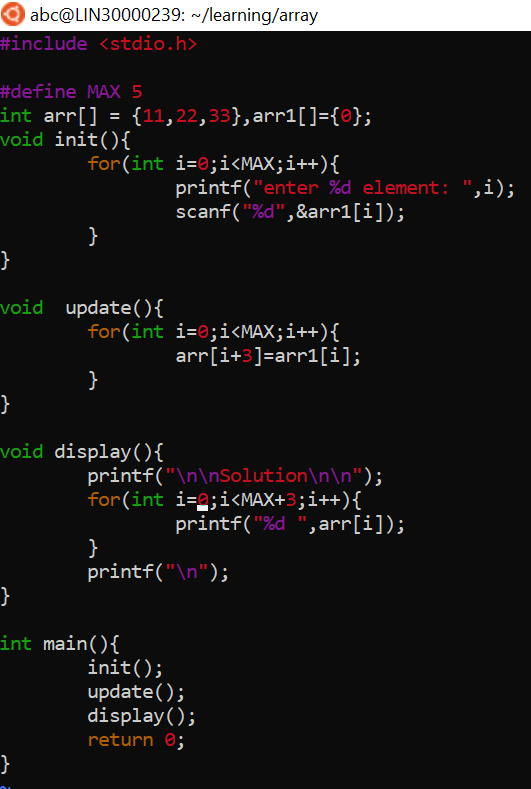 abc@LIN30000239: ~/learning/array
#include <stdio.h>
#define MAX 5
int arr[] = {11,22,33},arr1[]={0};
void init(){
        for(int i=0;i<MAX;i++){
                printf("enter %d element: ",i);
                scanf("%d",&arr1[i]);
        }
}
void  update(){
        for(int i=0;i<MAX;i++){
                arr[i+3]=arr1[i];
        }
}
void display(){
        printf("\n\nSolution\n\n");
        for(int i=0;i<MAX+3;i++){
                printf("%d ",arr[i]);
        }
        printf("\n");
}
int main(){
        init();
        update();
        display();
        return 0;
}
~